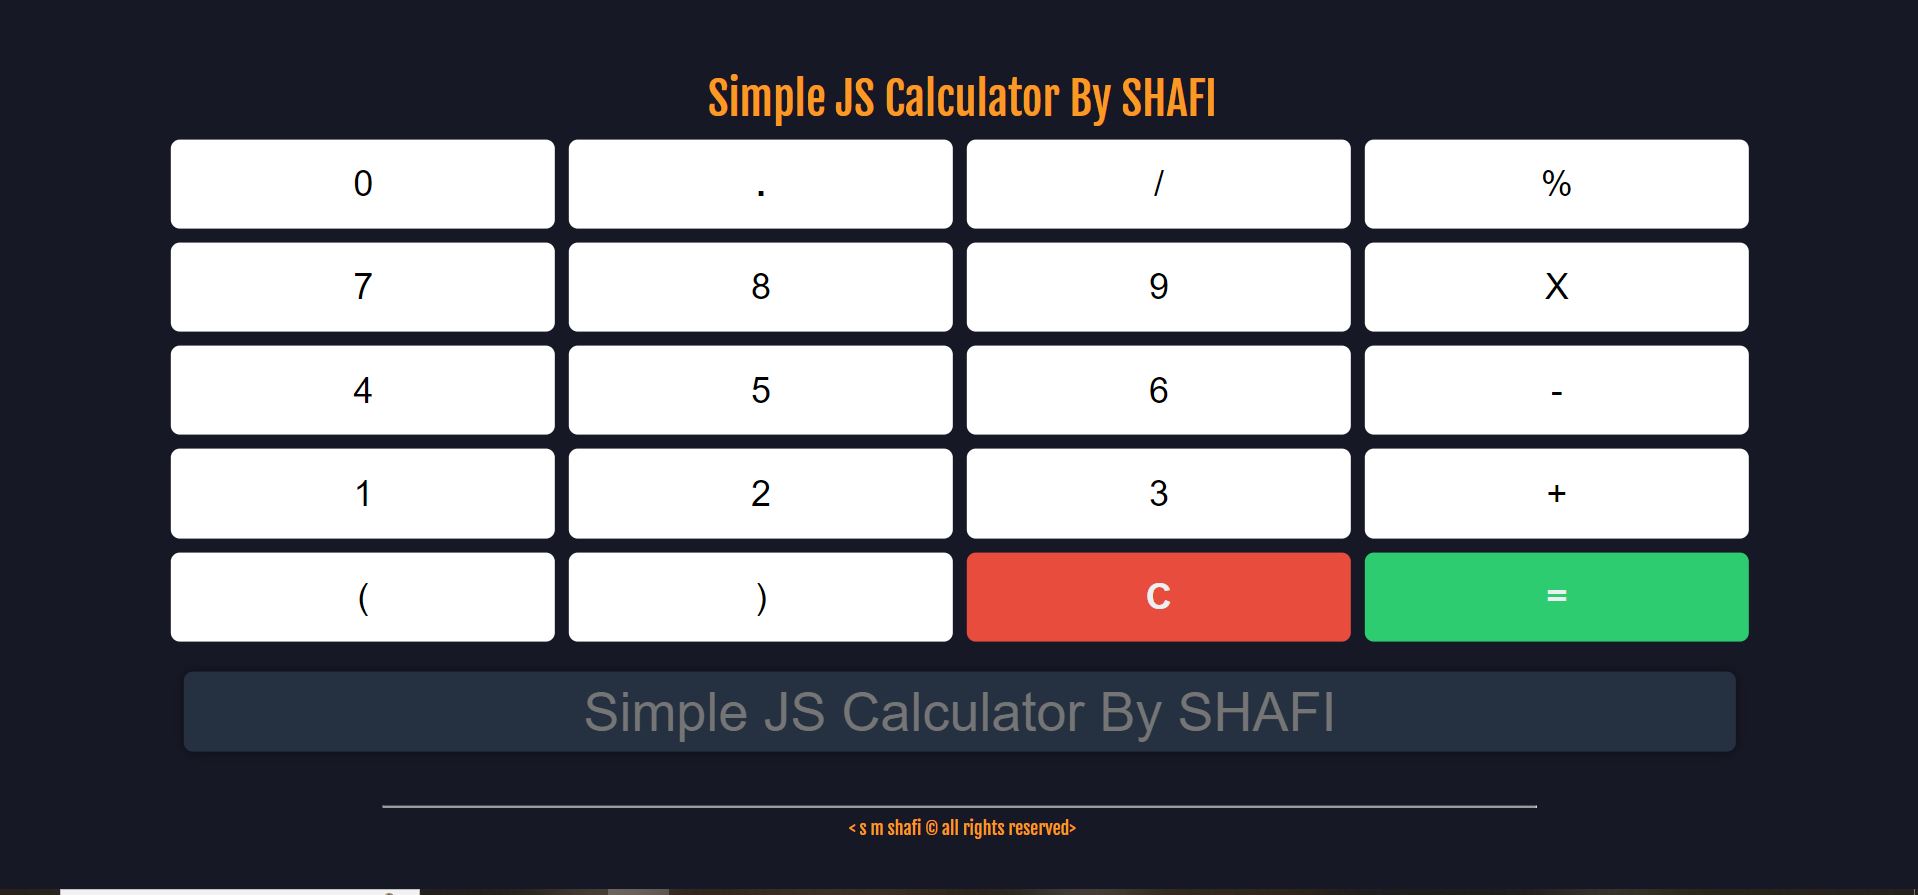 Simple JS Calculator By SHAFI
0 . / %
7 8 9 X
4 5 6 -
1 2 3 +
( ) C =
Simple JS Calculator By SHAFI
< s m shafi © all rights reserved>